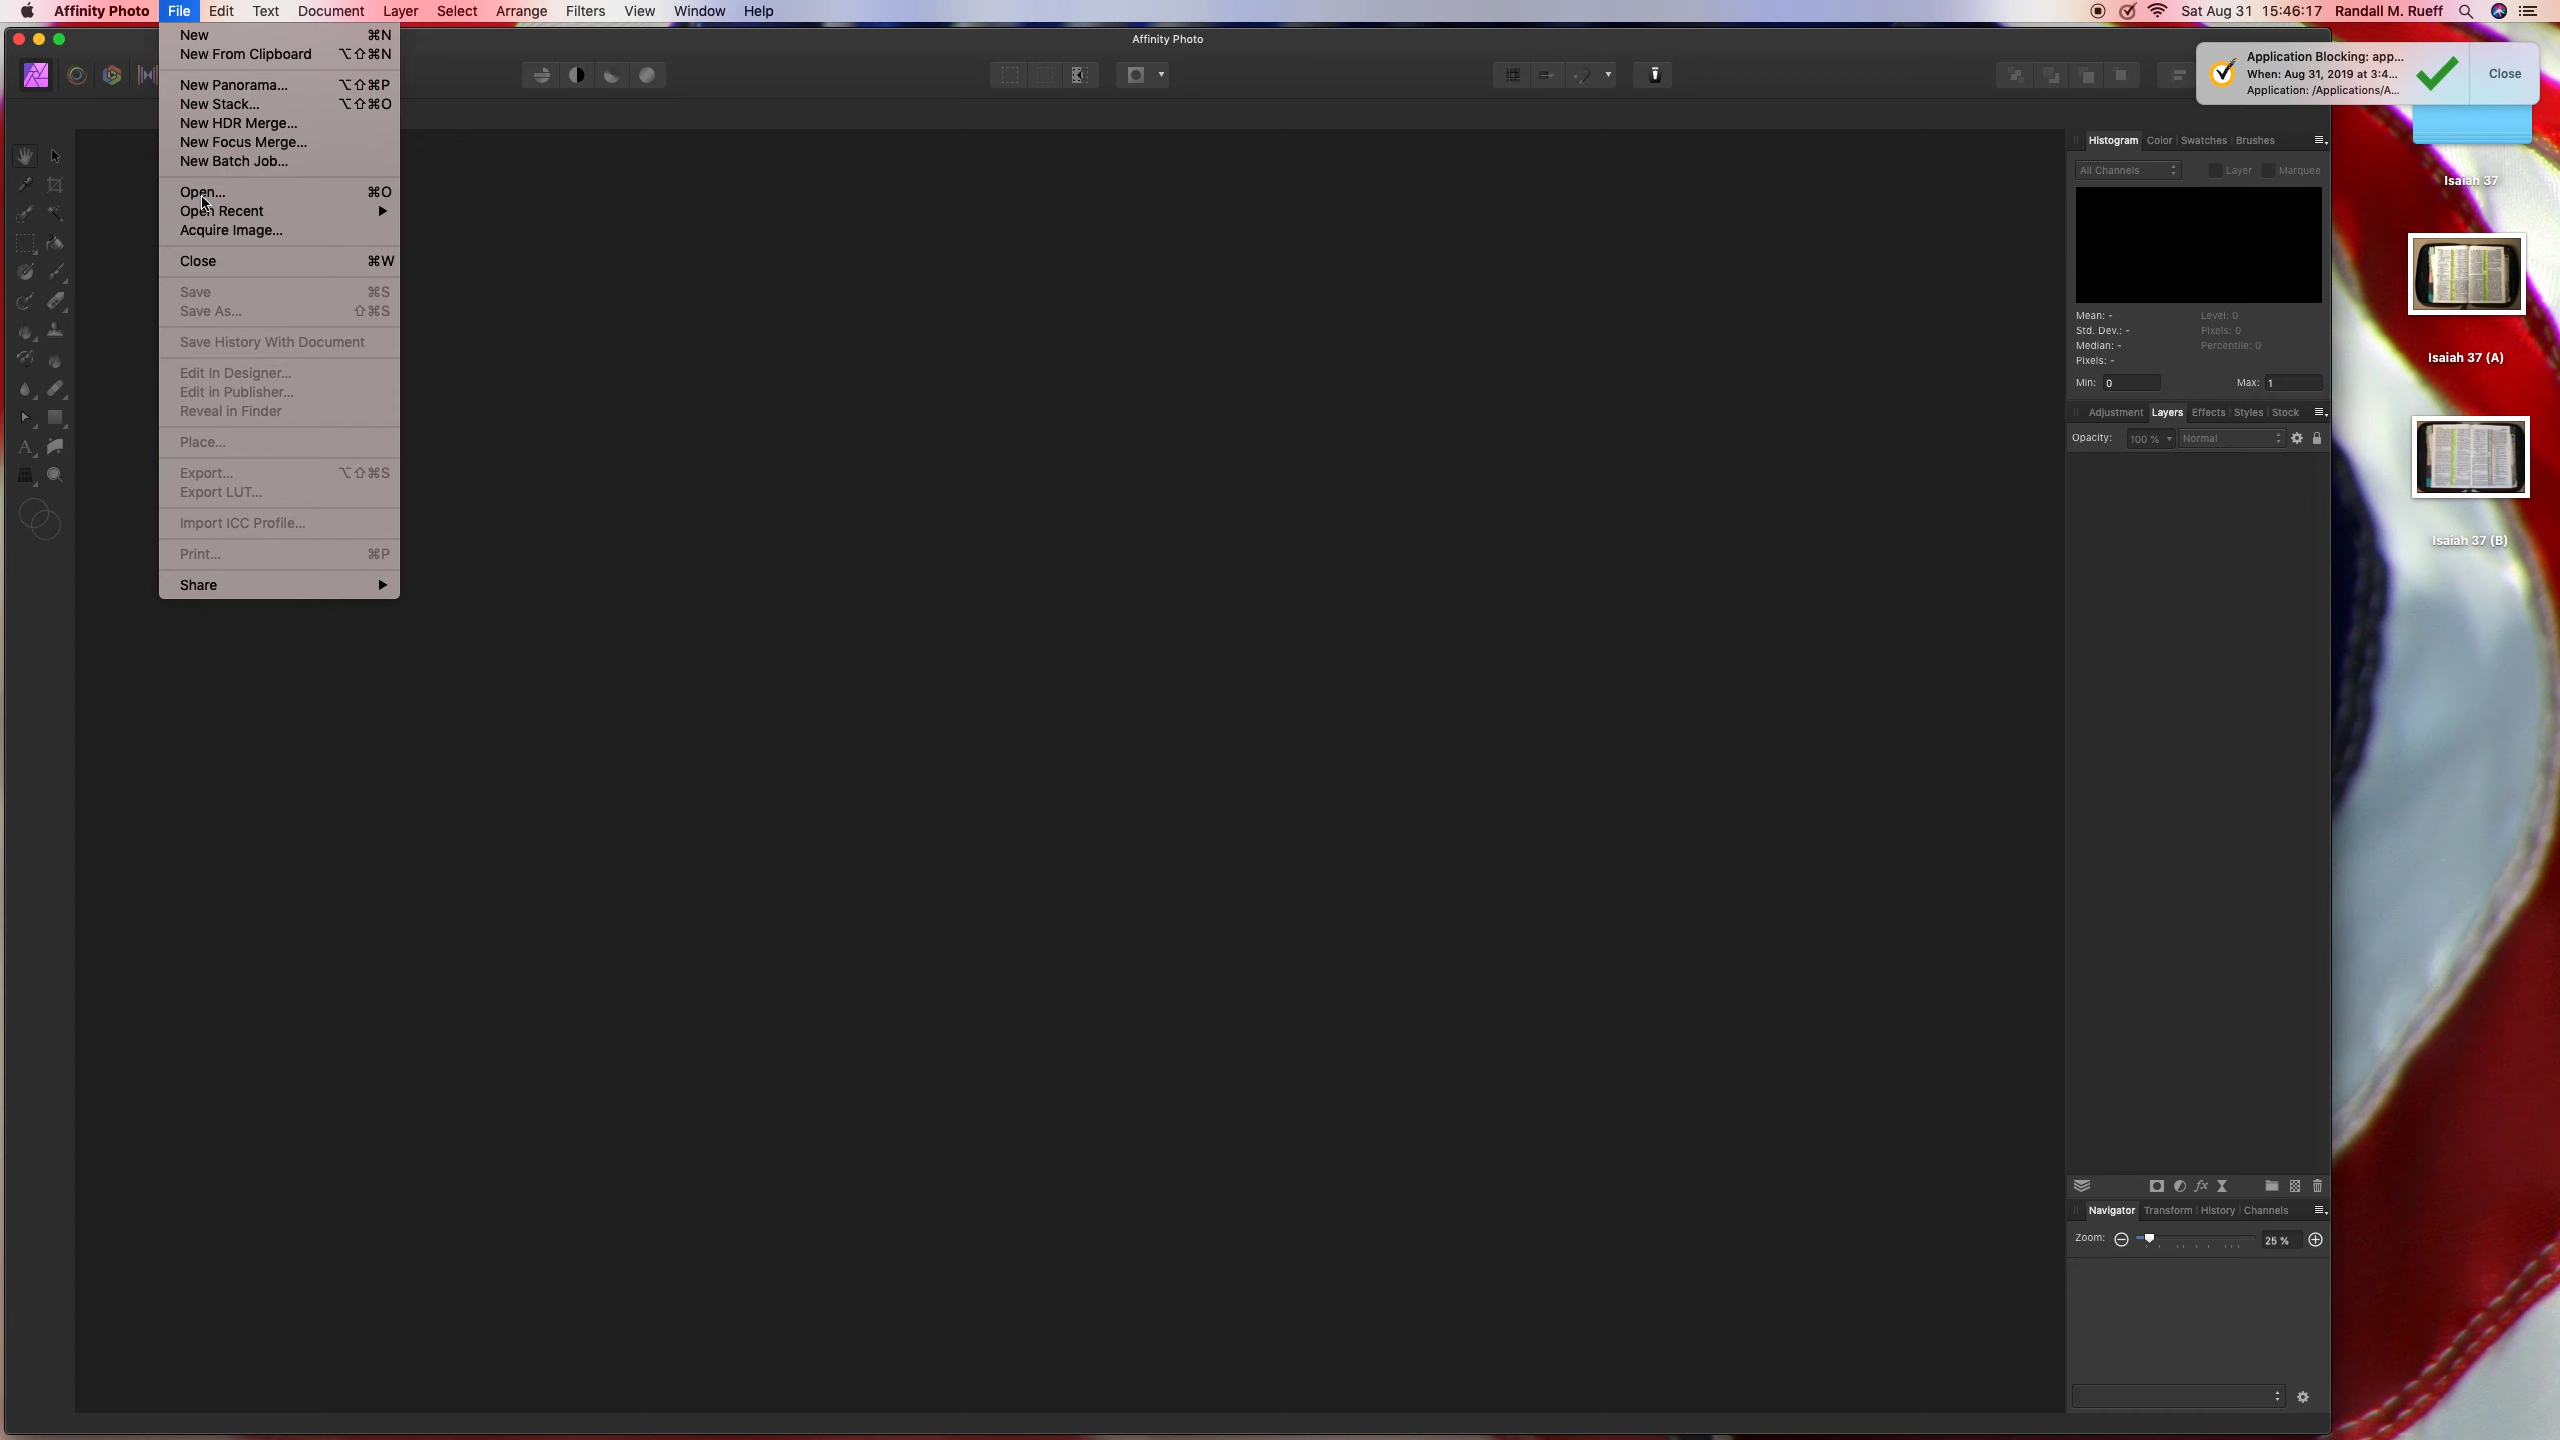 Affinity Photo File Edit Text Document Layer Select Arrange Filters View Window Help
Sat Aug 31 15:46:17 Randall M. Rueff
Affinity Photo
New ⌘N
New From Clipboard ⌥⇧⌘N
New Panorama... ⌥⇧⌘P
New Stack... ⌥⇧⌘O
New HDR Merge...
New Focus Merge...
New Batch Job...
Open... ⌘O
Open Recent
Acquire Image...
Close ⌘W
Save ⌘S
Save As... ⇧⌘S
Save History With Document
Edit In Designer...
Edit in Publisher...
Reveal in Finder
Place...
Export... ⌥⇧⌘S
Export LUT...
Import ICC Profile...
Print... ⌘P
Share
Application Blocking: app...
When: Aug 31, 2019 at 3:4...
Application: /Applications/A...
Close
Histogram Color Swatches Brushes
All Channels Layer Marquee
Mean: - Level: 0
Std. Dev.: - Pixels: 0
Median: - Percentile: 0
Pixels: -
Min: 0 Max: 1
Adjustment Layers Effects Styles Stock
Opacity: 100 % Normal
fx
Navigator Transform History Channels
Zoom: 25 %
Isaiah 37
Isaiah 37 (A)
Isaiah 37 (B)